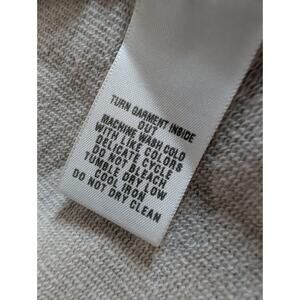 TURN GARMENT INSIDE
OUT
MACHINE WASH COLD
WITH LIKE COLORS
DELICATE CYCLE
DO NOT BLEACH
TUMBLE DRY LOW
COOL IRON
DO NOT DRY CLEAN